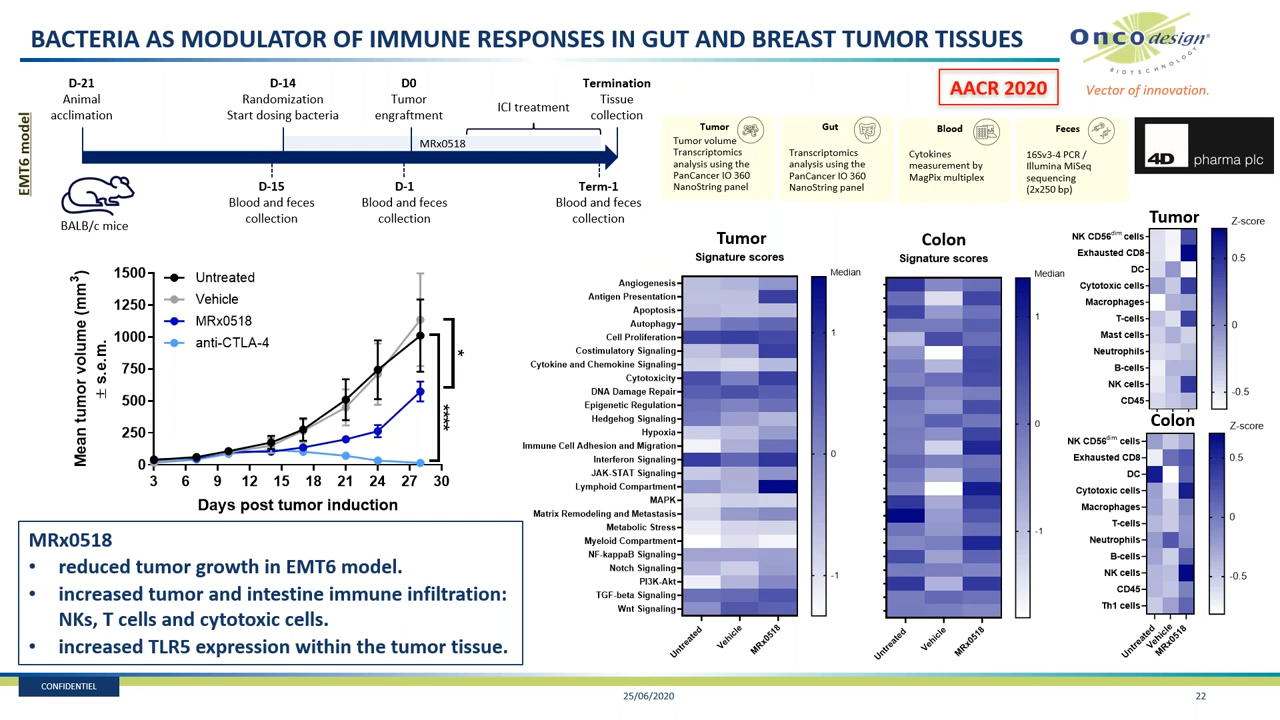 BACTERIA AS MODULATOR OF IMMUNE RESPONSES IN GUT AND BREAST TUMOR TISSUES
Oncodesign®
BIOTECHNOLOGY
Vector of innovation.
AACR 2020
EMT6 model
D-21
Animal
acclimation
D-14
Randomization
Start dosing bacteria
D0
Tumor
engraftment
ICI treatment
Termination
Tissue
collection
MRx0518
BALB/c mice
D-15
Blood and feces
collection
D-1
Blood and feces
collection
Term-1
Blood and feces
collection
Tumor
Tumor volume
Transcriptomics
analysis using the
PanCancer IO 360
NanoString panel
Gut
Transcriptomics
analysis using the
PanCancer IO 360
NanoString panel
Blood
Cytokines
measurement by
MagPix multiplex
Feces
16Sv3-4 PCR /
Illumina MiSeq
sequencing
(2x250 bp)
4D pharma plc
Mean tumor volume (mm3)
± s.e.m.
1500
1250
1000
750
500
250
0
3 6 9 12 15 18 21 24 27 30
Days post tumor induction
Untreated
Vehicle
MRx0518
anti-CTLA-4
*
****
MRx0518
• reduced tumor growth in EMT6 model.
• increased tumor and intestine immune infiltration:
NKs, T cells and cytotoxic cells.
• increased TLR5 expression within the tumor tissue.
Tumor
Signature scores
Angiogenesis
Antigen Presentation
Apoptosis
Autophagy
Cell Proliferation
Costimulatory Signaling
Cytokine and Chemokine Signaling
Cytotoxicity
DNA Damage Repair
Epigenetic Regulation
Hedgehog Signaling
Hypoxia
Immune Cell Adhesion and Migration
Interferon Signaling
JAK-STAT Signaling
Lymphoid Compartment
MAPK
Matrix Remodeling and Metastasis
Metabolic Stress
Myeloid Compartment
NF-kappaB Signaling
Notch Signaling
PI3K-Akt
TGF-beta Signaling
Wnt Signaling
Untreated
Vehicle
MRx0518
Median
1
0
-1
Colon
Signature scores
Untreated
Vehicle
MRx0518
Median
1
0
-1
Tumor
Z-score
NK CD56dim cells
Exhausted CD8
DC
Cytotoxic cells
Macrophages
T-cells
Mast cells
Neutrophils
B-cells
NK cells
CD45
0.5
0
-0.5
Colon
Z-score
NK CD56dim cells
Exhausted CD8
DC
Cytotoxic cells
Macrophages
T-cells
Neutrophils
B-cells
NK cells
CD45
Th1 cells
0.5
0
-0.5
Untreated
Vehicle
MRx0518
CONFIDENTIEL
25/06/2020
22